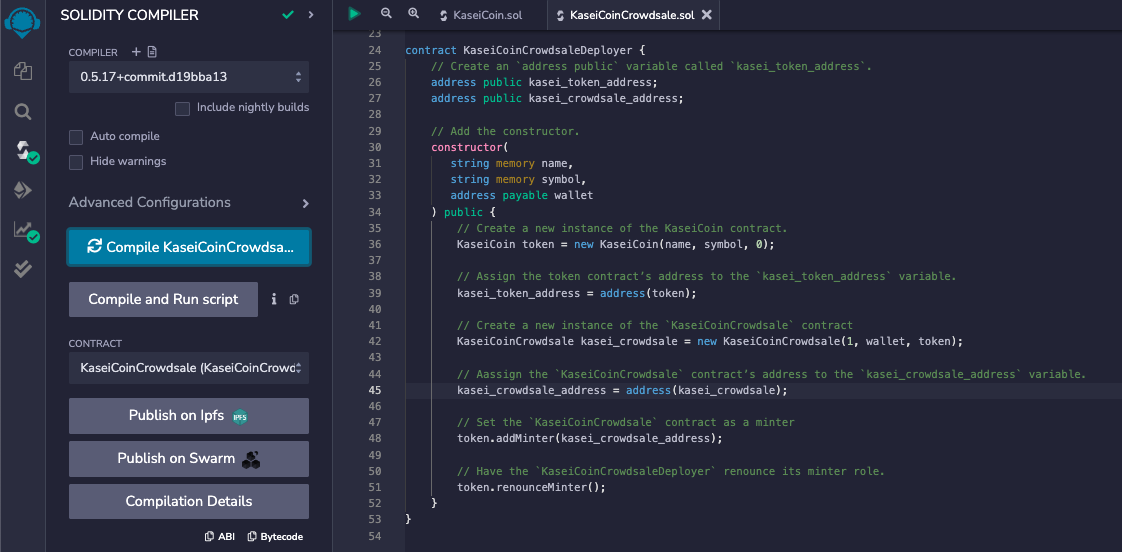 SOLIDITY COMPILER
COMPILER
0.5.17+commit.d19bba13
Include nightly builds
Auto compile
Hide warnings
Advanced Configurations
Compile KaseiCoinCrowdsa...
Compile and Run script
CONTRACT
KaseiCoinCrowdsale (KaseiCoinCrowd
Publish on Ipfs
IPFS
Publish on Swarm
Compilation Details
ABI Bytecode
KaseiCoin.sol KaseiCoinCrowdsale.sol
23
24 contract KaseiCoinCrowdsaleDeployer {
25 // Create an `address public` variable called `kasei_token_address`.
26 address public kasei_token_address;
27 address public kasei_crowdsale_address;
28
29 // Add the constructor.
30 constructor(
31 string memory name,
32 string memory symbol,
33 address payable wallet
34 ) public {
35 // Create a new instance of the KaseiCoin contract.
36 KaseiCoin token = new KaseiCoin(name, symbol, 0);
37
38 // Assign the token contract’s address to the `kasei_token_address` variable.
39 kasei_token_address = address(token);
40
41 // Create a new instance of the `KaseiCoinCrowdsale` contract
42 KaseiCoinCrowdsale kasei_crowdsale = new KaseiCoinCrowdsale(1, wallet, token);
43
44 // Aassign the `KaseiCoinCrowdsale` contract’s address to the `kasei_crowdsale_address` variable.
45 kasei_crowdsale_address = address(kasei_crowdsale);
46
47 // Set the `KaseiCoinCrowdsale` contract as a minter
48 token.addMinter(kasei_crowdsale_address);
49
50 // Have the `KaseiCoinCrowdsaleDeployer` renounce its minter role.
51 token.renounceMinter();
52 }
53 }
54